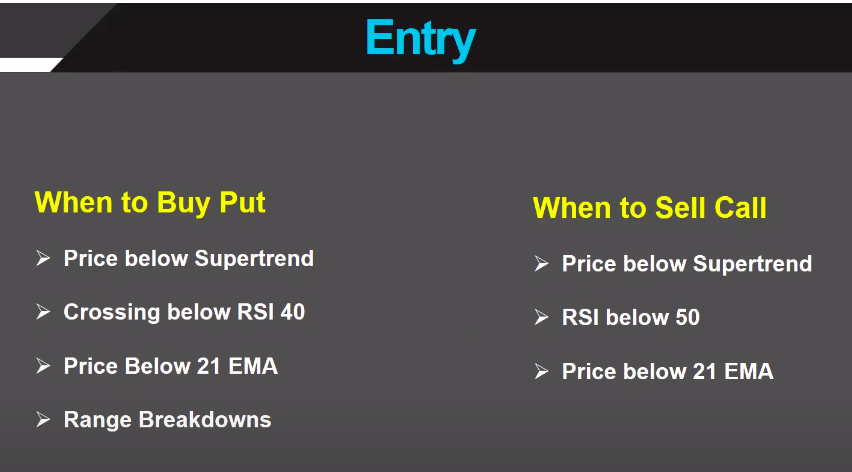 Entry
When to Buy Put
Price below Supertrend
Crossing below RSI 40
Price Below 21 EMA
Range Breakdowns
When to Sell Call
Price below Supertrend
RSI below 50
Price below 21 EMA